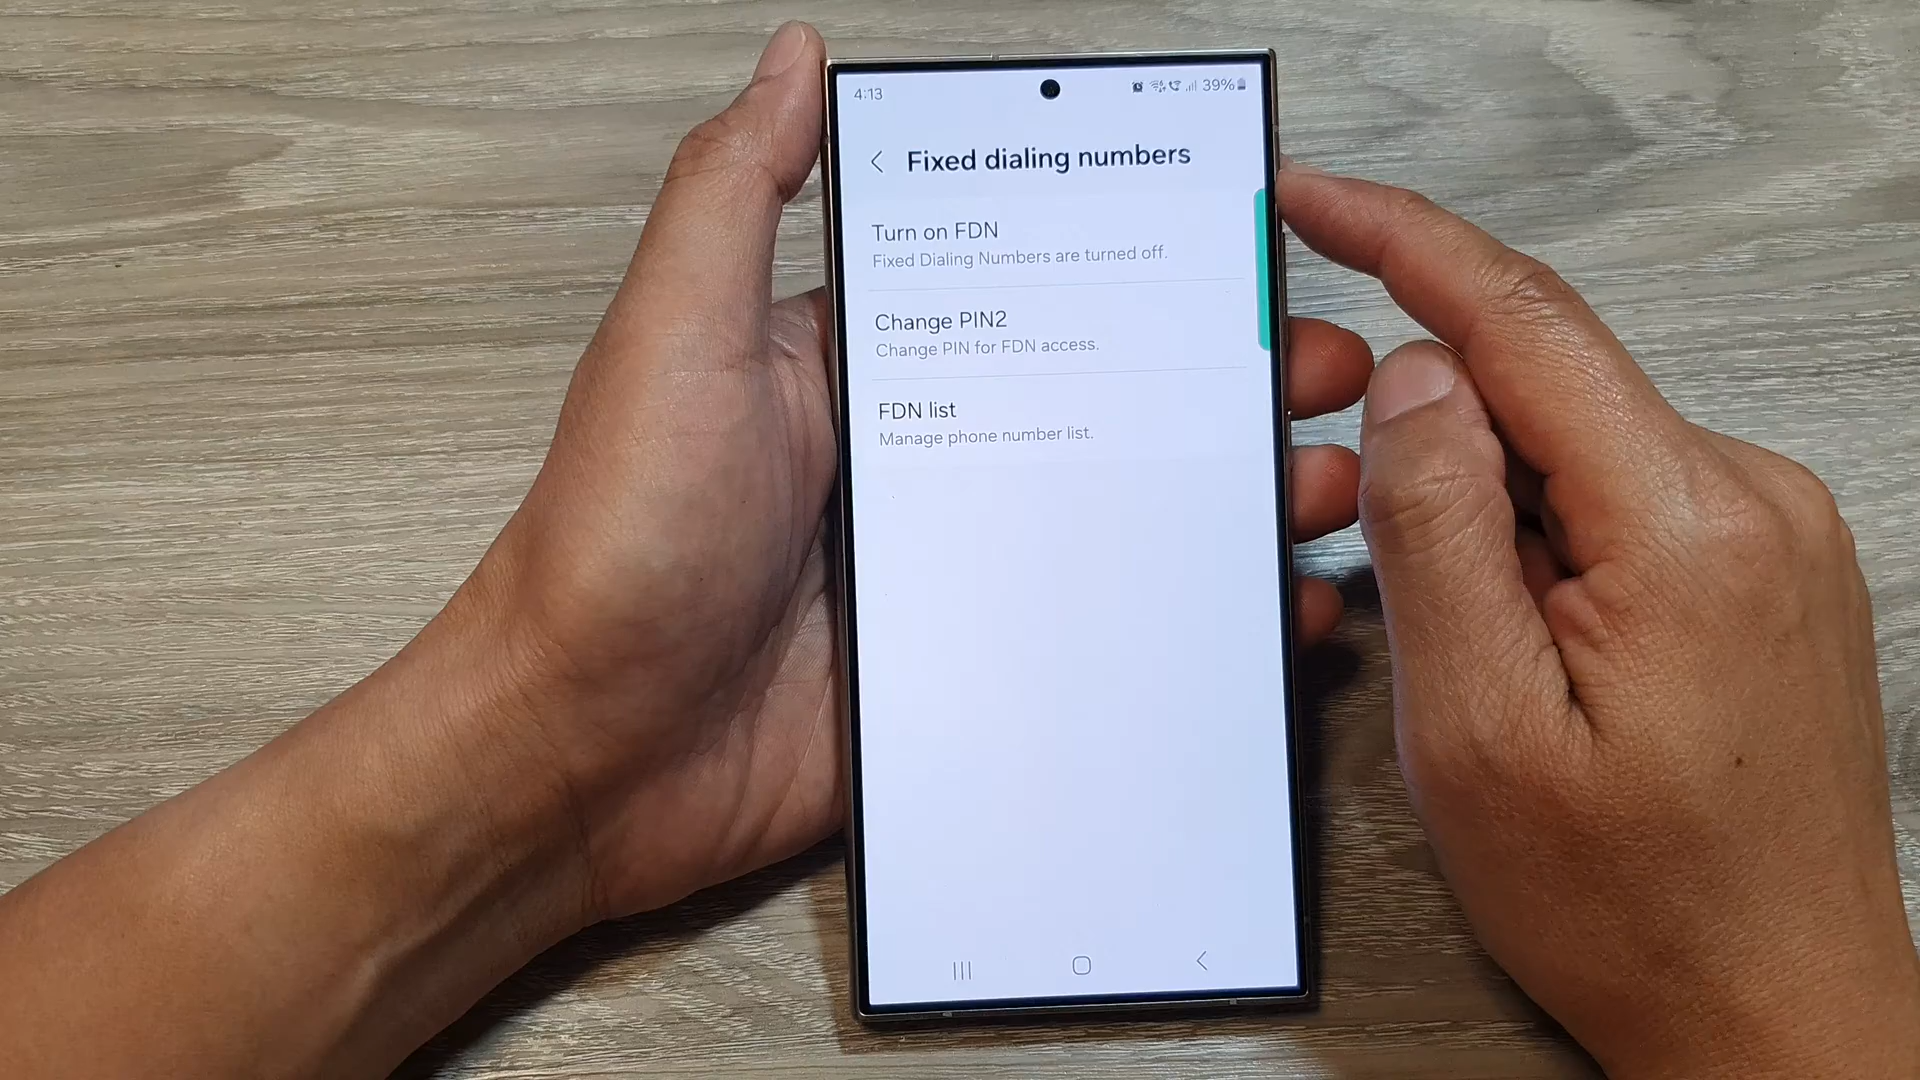 4:13
39%
Fixed dialing numbers
Turn on FDN
Fixed Dialing Numbers are turned off.
Change PIN2
Change PIN for FDN access.
FDN list
Manage phone number list.